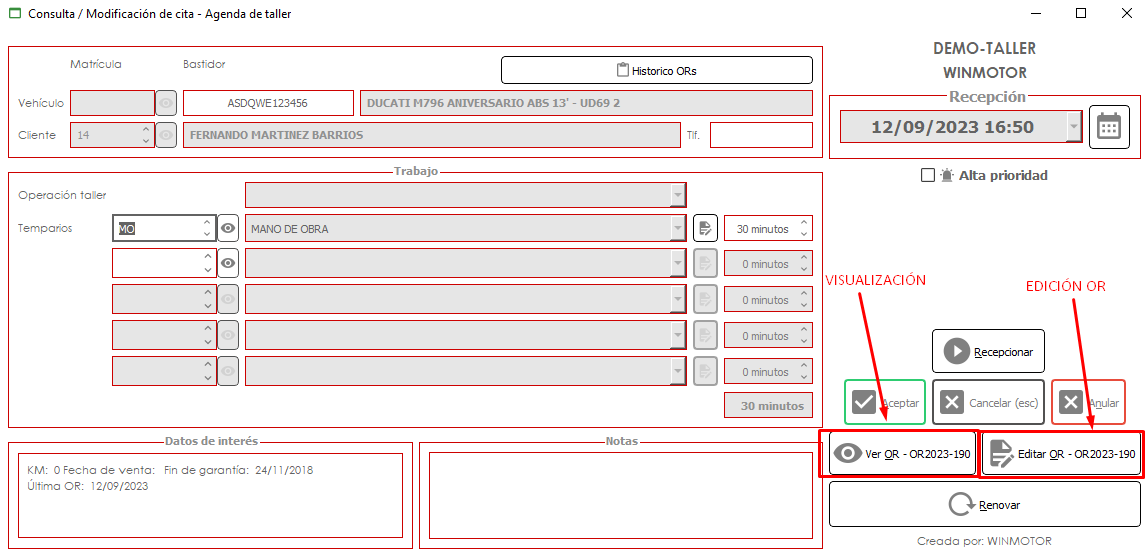 Consulta / Modificación de cita - Agenda de taller
DEMO-TALLER
WINMOTOR
Matrícula
Bastidor
Historico ORs
Vehículo
ASDQWE123456
DUCATI M796 ANIVERSARIO ABS 13' - UD69 2
Cliente
14
FERNANDO MARTINEZ BARRIOS
Tlf.
Recepción
12/09/2023 16:50
Alta prioridad
Trabajo
Operación taller
Temparios
MO
MANO DE OBRA
30 minutos
0 minutos
0 minutos
0 minutos
0 minutos
30 minutos
VISUALIZACIÓN
EDICIÓN OR
Recepcionar
Aceptar
Cancelar (esc)
Anular
Ver OR - OR2023-190
Editar OR - OR2023-190
Renovar
Creada por: WINMOTOR
Datos de interés
KM: 0 Fecha de venta: Fin de garantía: 24/11/2018
Última OR: 12/09/2023
Notas